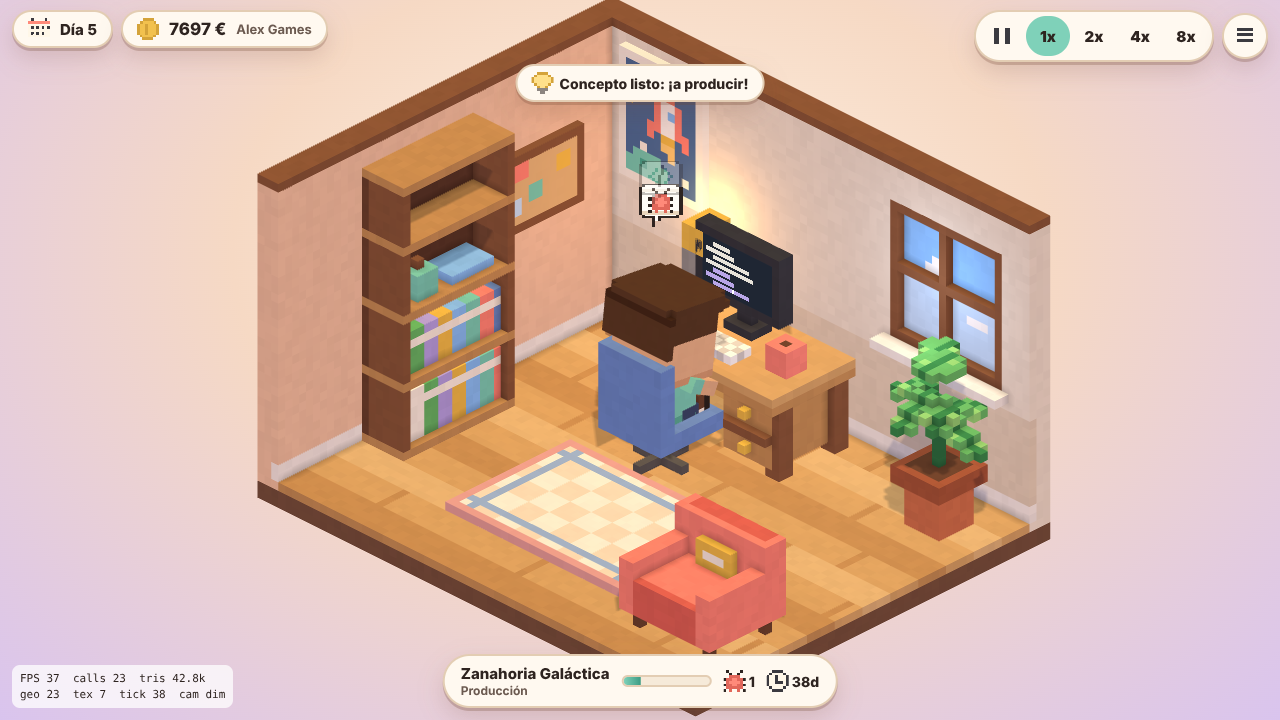 Día 5
7697 € Alex Games
1x 2x 4x 8x
Concepto listo: ¡a producir!
Zanahoria Galáctica
Producción
1
38d
FPS 37 calls 23 tris 42.8k
geo 23 tex 7 tick 38 cam dim